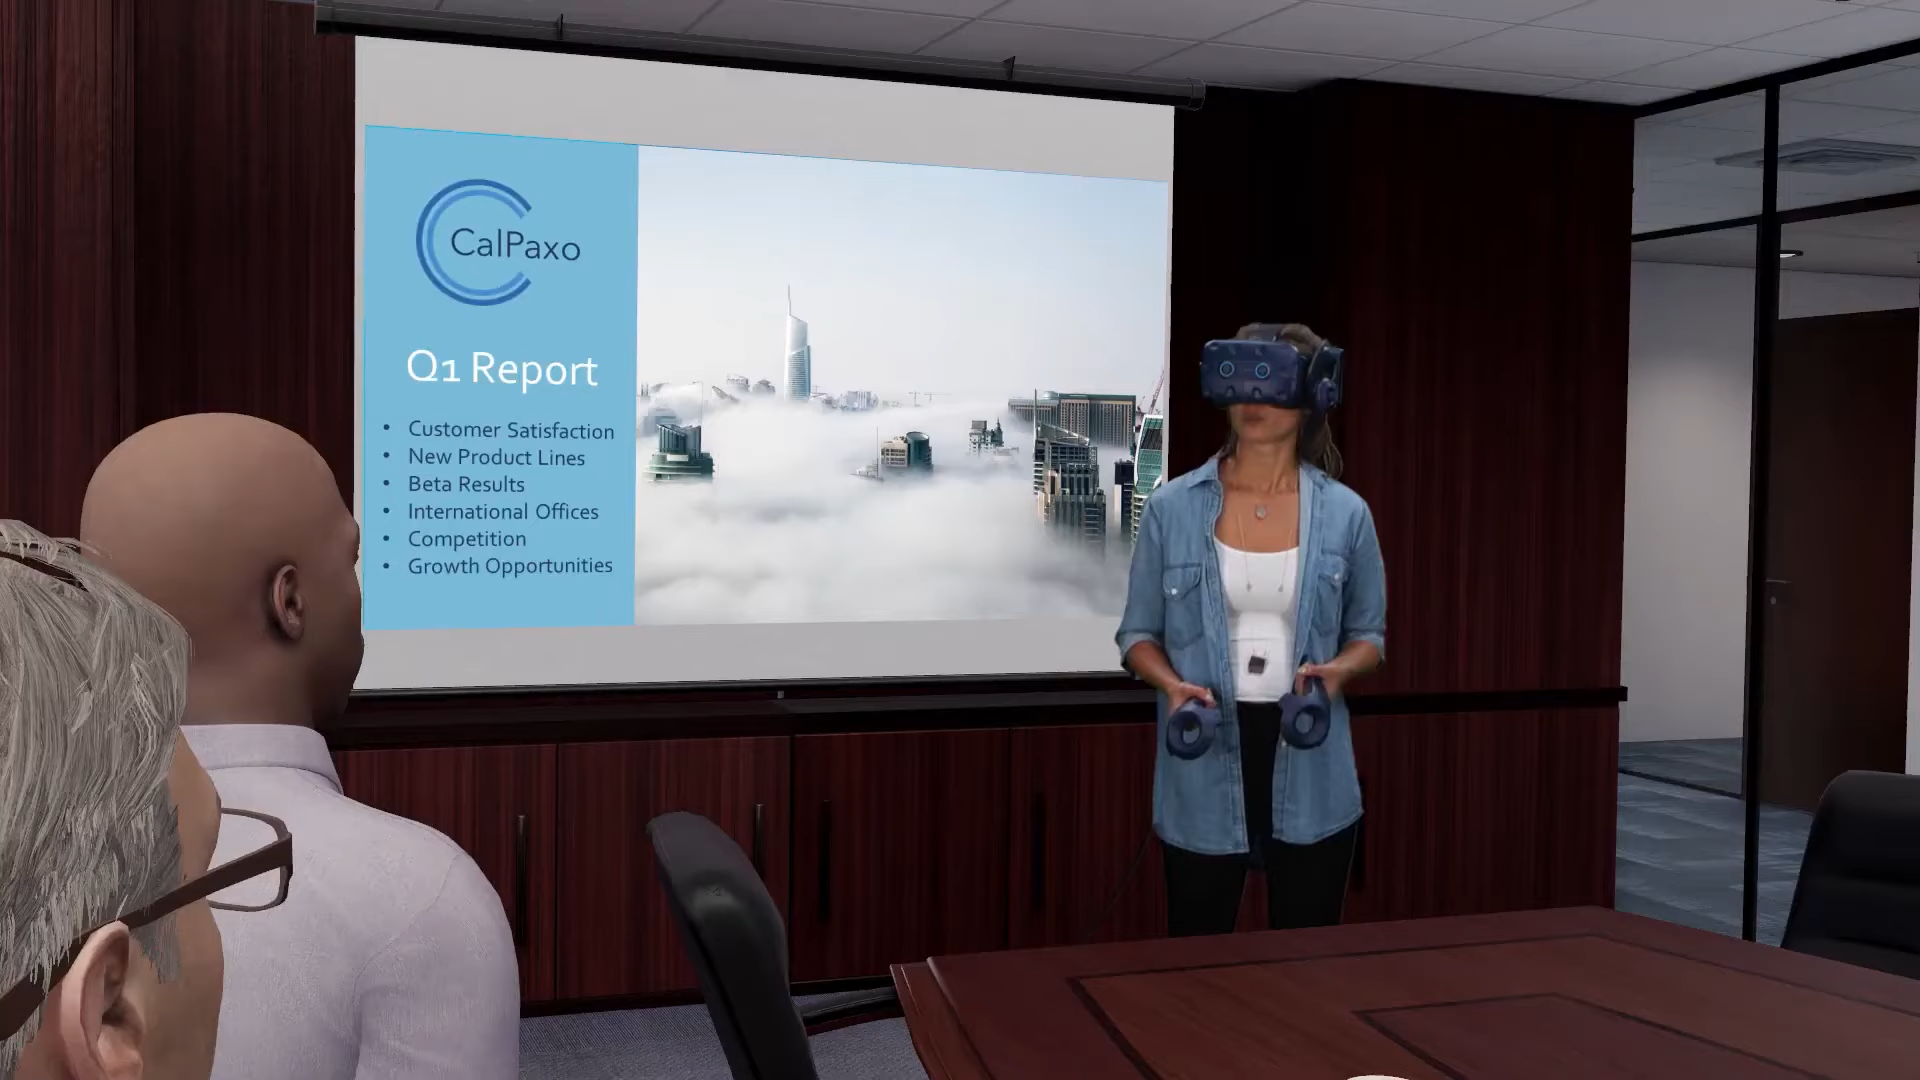 CalPaxo
Q1 Report
• Customer Satisfaction
• New Product Lines
• Beta Results
• International Offices
• Competition
• Growth Opportunities